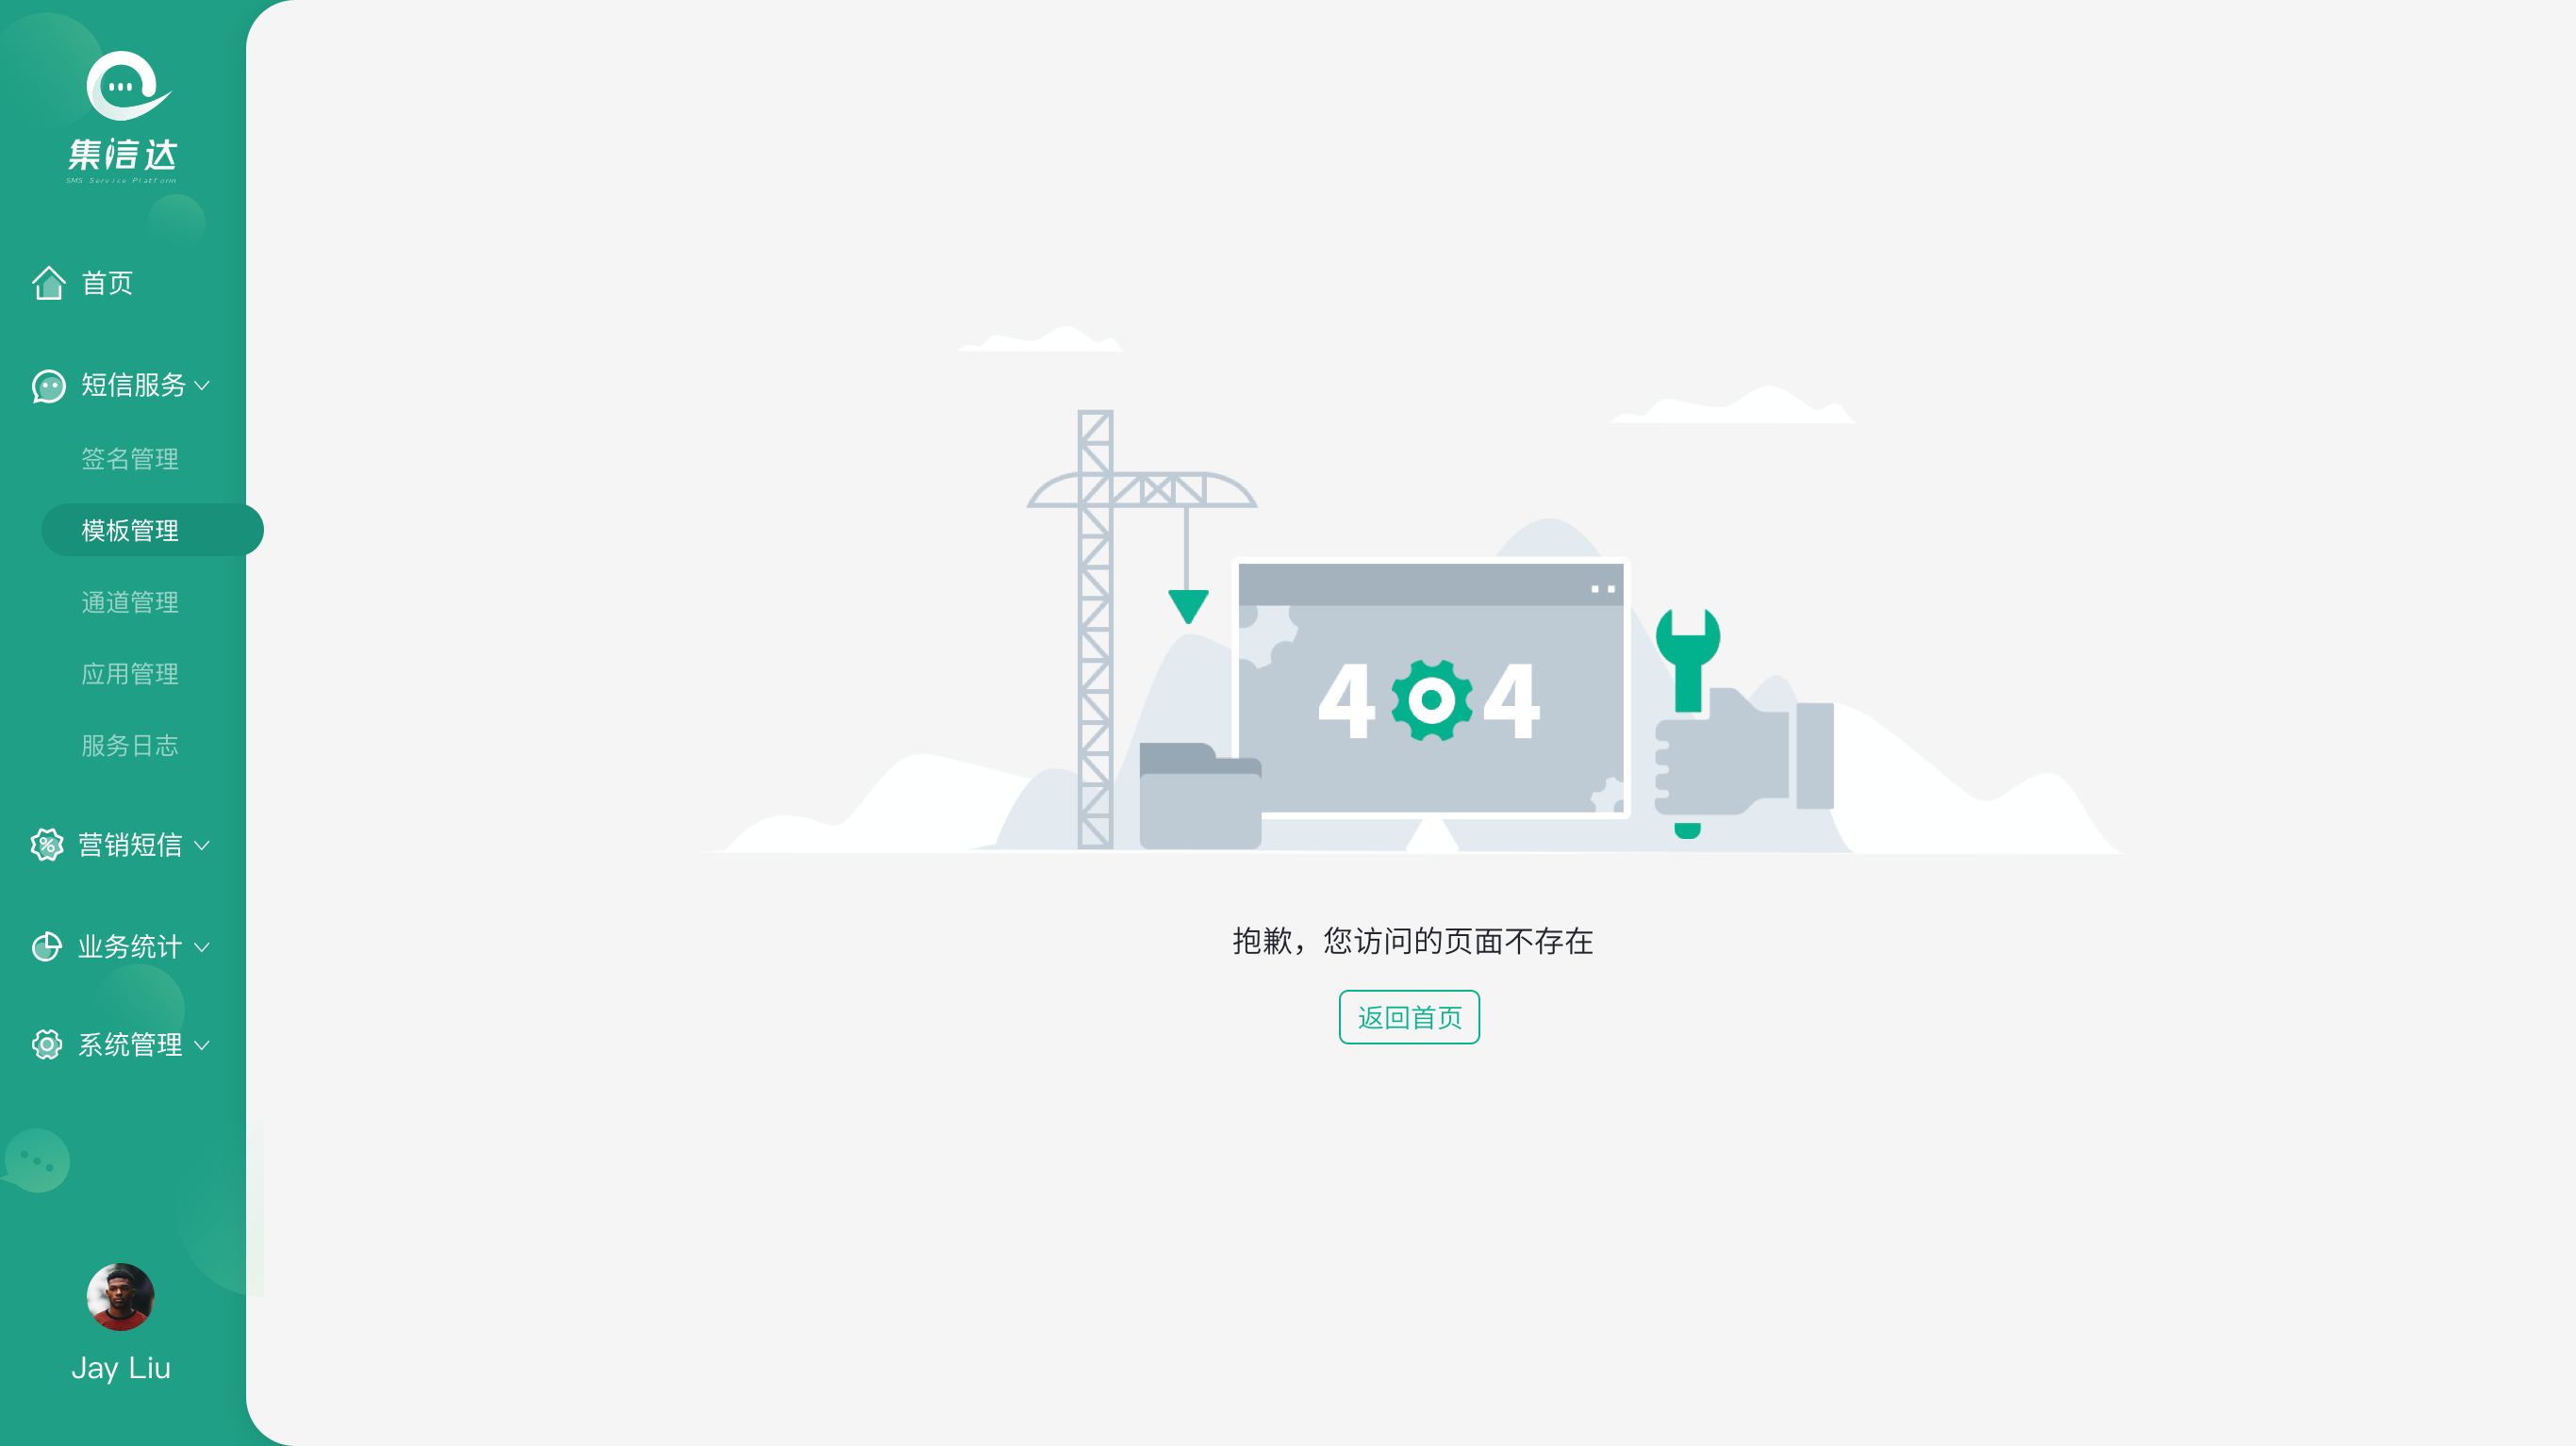 集信达
SMS Service Platform
首页
短信服务
签名管理
模板管理
通道管理
应用管理
服务日志
营销短信
业务统计
系统管理
Jay Liu
404
抱歉，您访问的页面不存在
返回首页